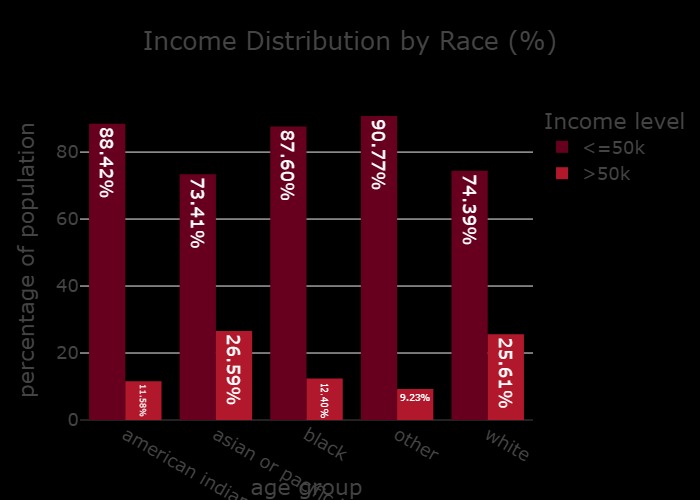 Income Distribution by Race (%)
percentage of population
80
60
40
20
0
88.42%
11.58%
73.41%
26.59%
87.60%
12.40%
90.77%
9.23%
74.39%
25.61%
american indian
asian or pacific
black
other
white
age group
Income level
<=50k
>50k